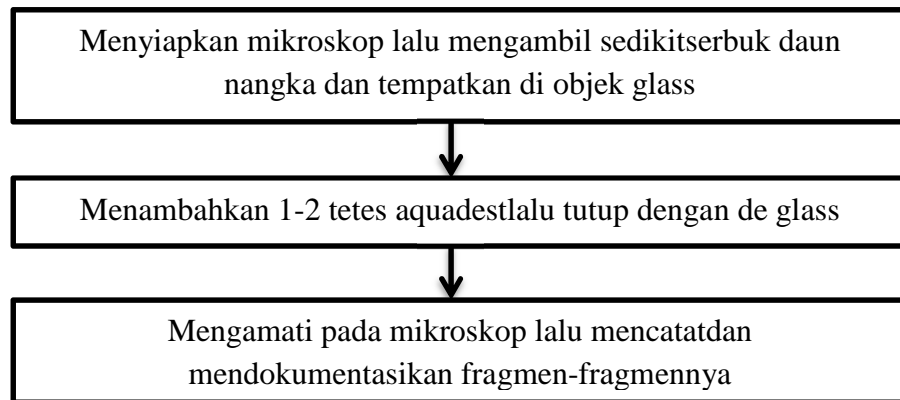 Menyiapkan mikroskop lalu mengambil sedikitserbuk daun
nangka dan tempatkan di objek glass
Menambahkan 1-2 tetes aquadestlalu tutup dengan de glass
Mengamati pada mikroskop lalu mencatatdan
mendokumentasikan fragmen-fragmennya